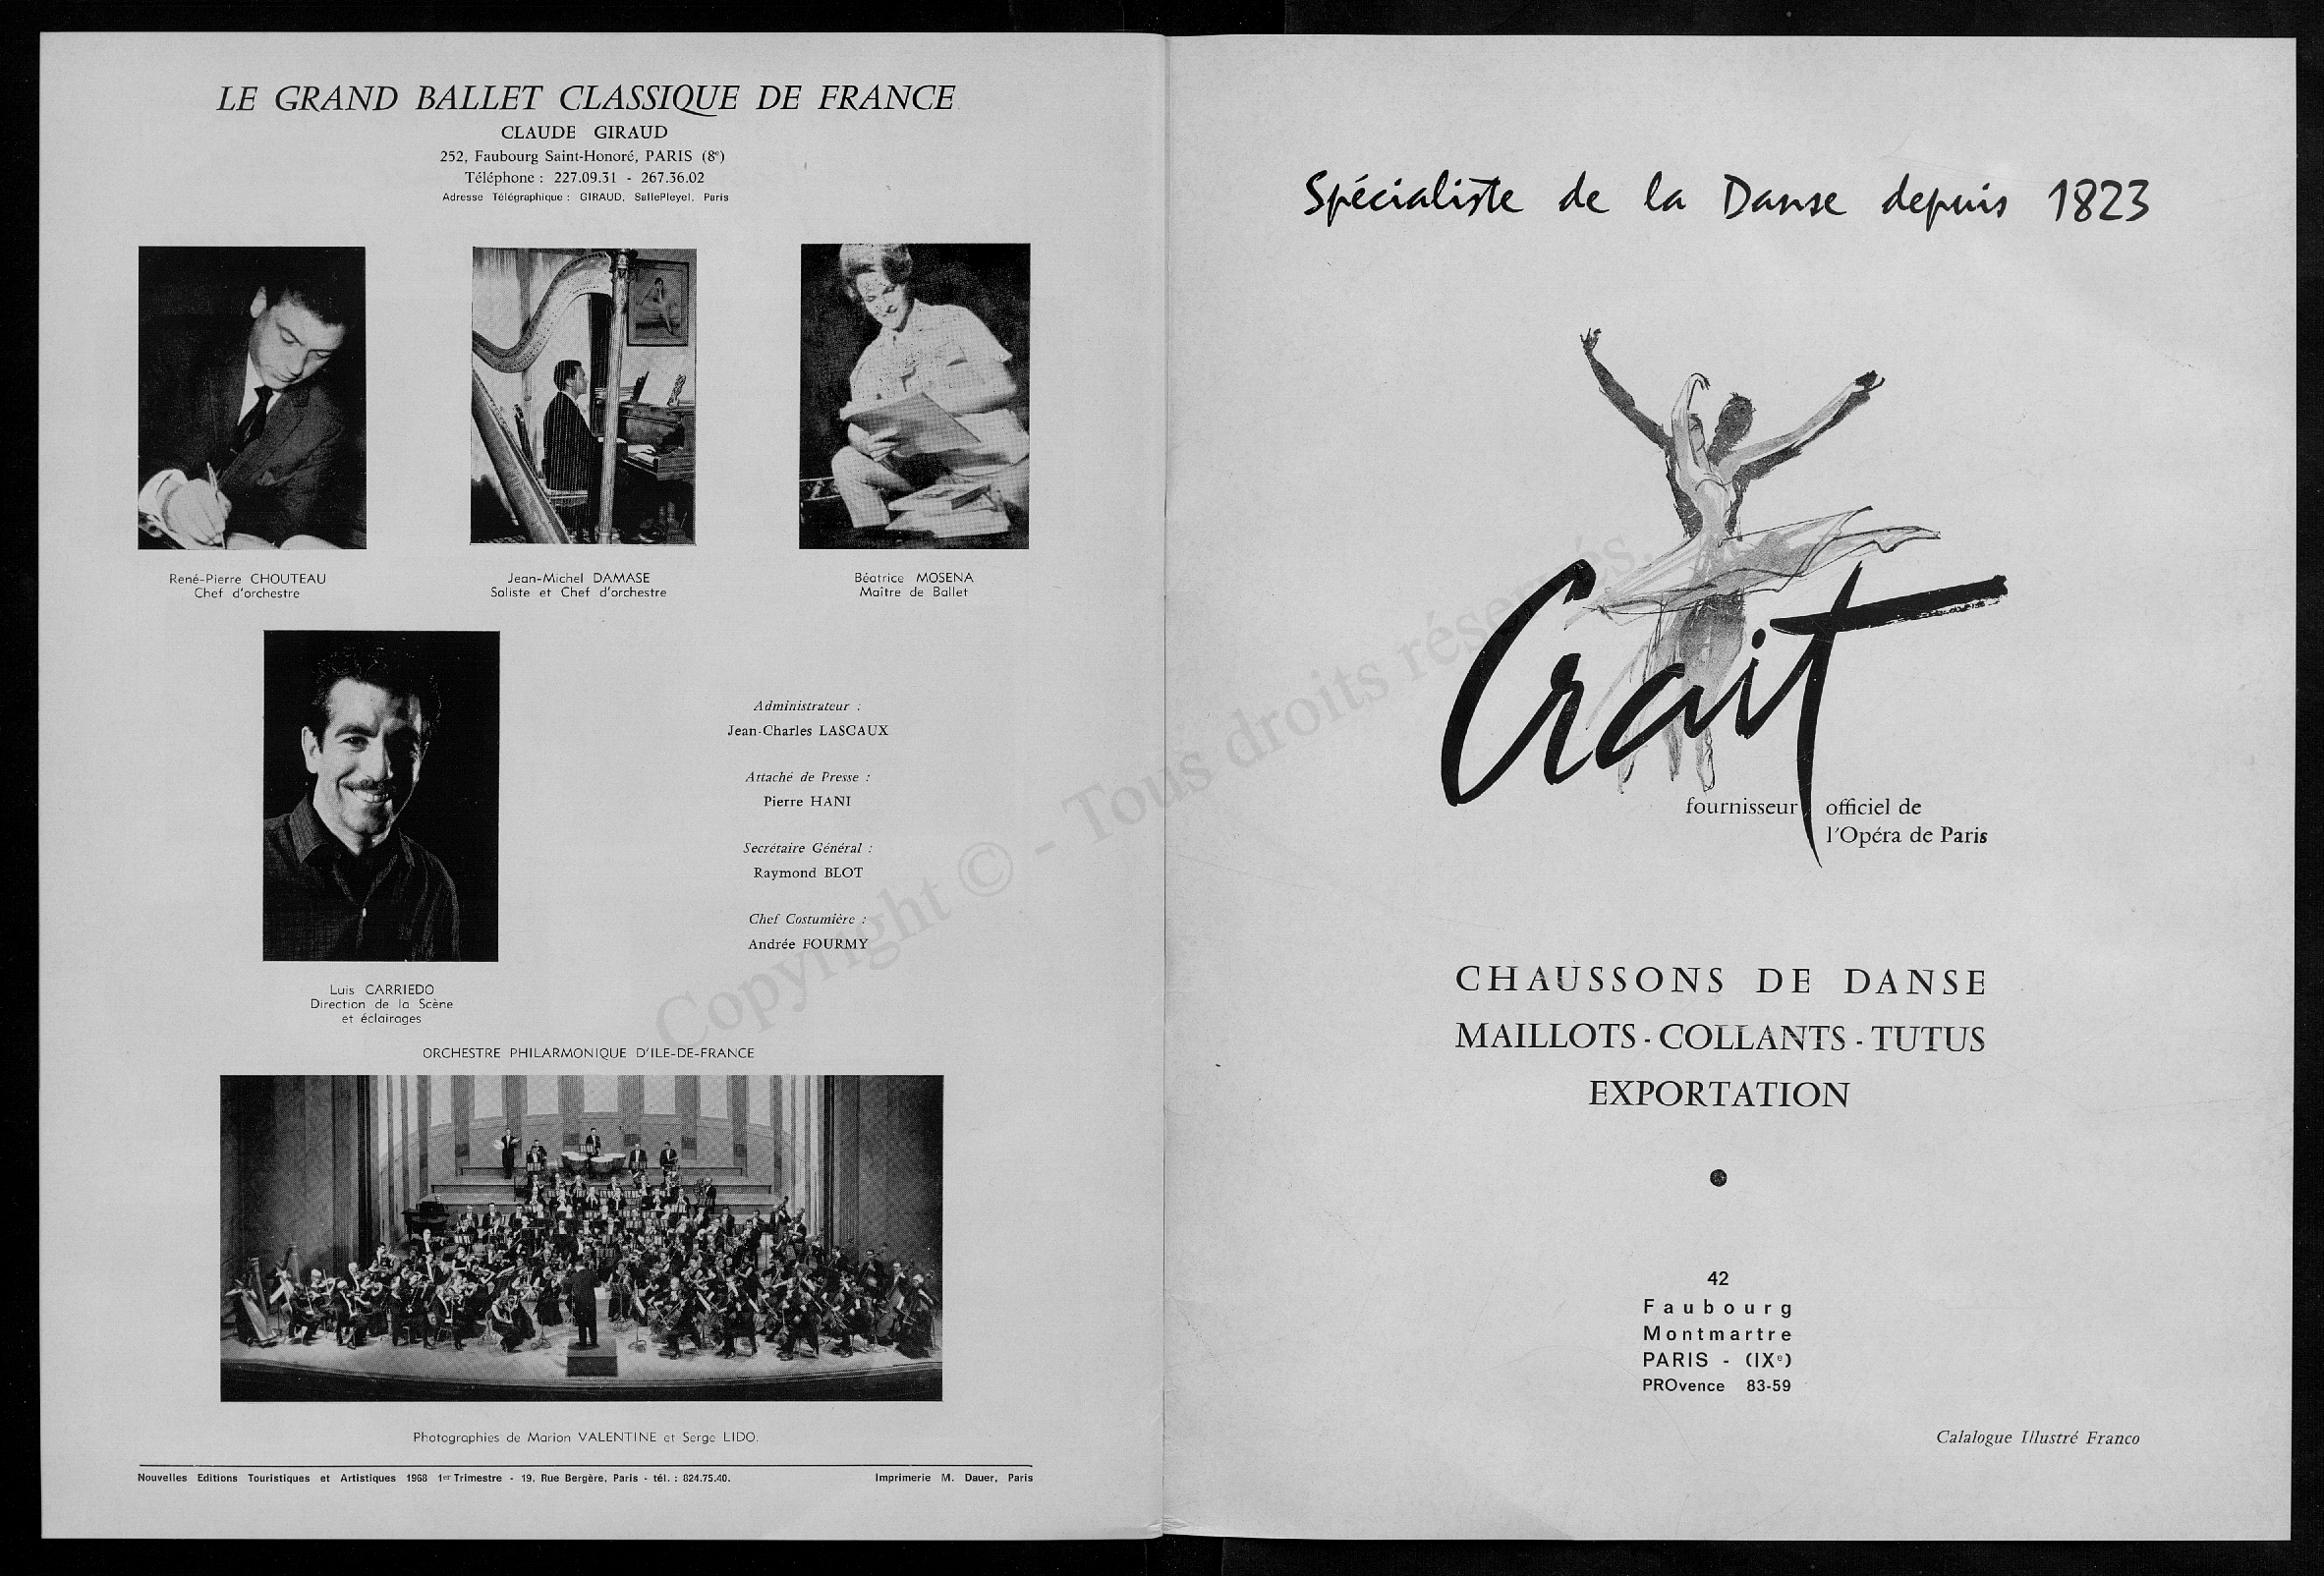 LE GRAND BALLET CLASSIQUE DE FRANCE
CLAUDE GIRAUD
252, Faubourg Saint-Honoré, PARIS (8e)
Téléphone : 227.09.31 - 267.36.02
Adresse Télégraphique : GIRAUD, SallePleyel, Paris
René-Pierre CHOUTEAU
Chef d'orchestre
Jean-Michel DAMASE
Soliste et Chef d'orchestre
Béatrice MOSENA
Maître de Ballet
Administrateur :
Jean-Charles LASCAUX
Attaché de Presse :
Pierre HANI
Secrétaire Général :
Raymond BLOT
Chef Costumière :
Andrée FOURMY
Luis CARRIEDO
Direction de la Scène
et éclairages
ORCHESTRE PHILARMONIQUE D'ILE-DE-FRANCE
Photographies de Marion VALENTINE et Serge LIDO.
Nouvelles Editions Touristiques et Artistiques 1968 1er Trimestre - 19, Rue Bergère, Paris - tél. : 824.75.40.
Imprimerie M. Dauer, Paris
Spécialiste de la Danse depuis 1823
Crait
fournisseur officiel de
l'Opéra de Paris
CHAUSSONS DE DANSE
MAILLOTS - COLLANTS - TUTUS
EXPORTATION
42
Faubourg
Montmartre
PARIS - (IXe)
PROvence 83-59
Calalogue Illustré Franco
Copyright © - Tous droits réservés.